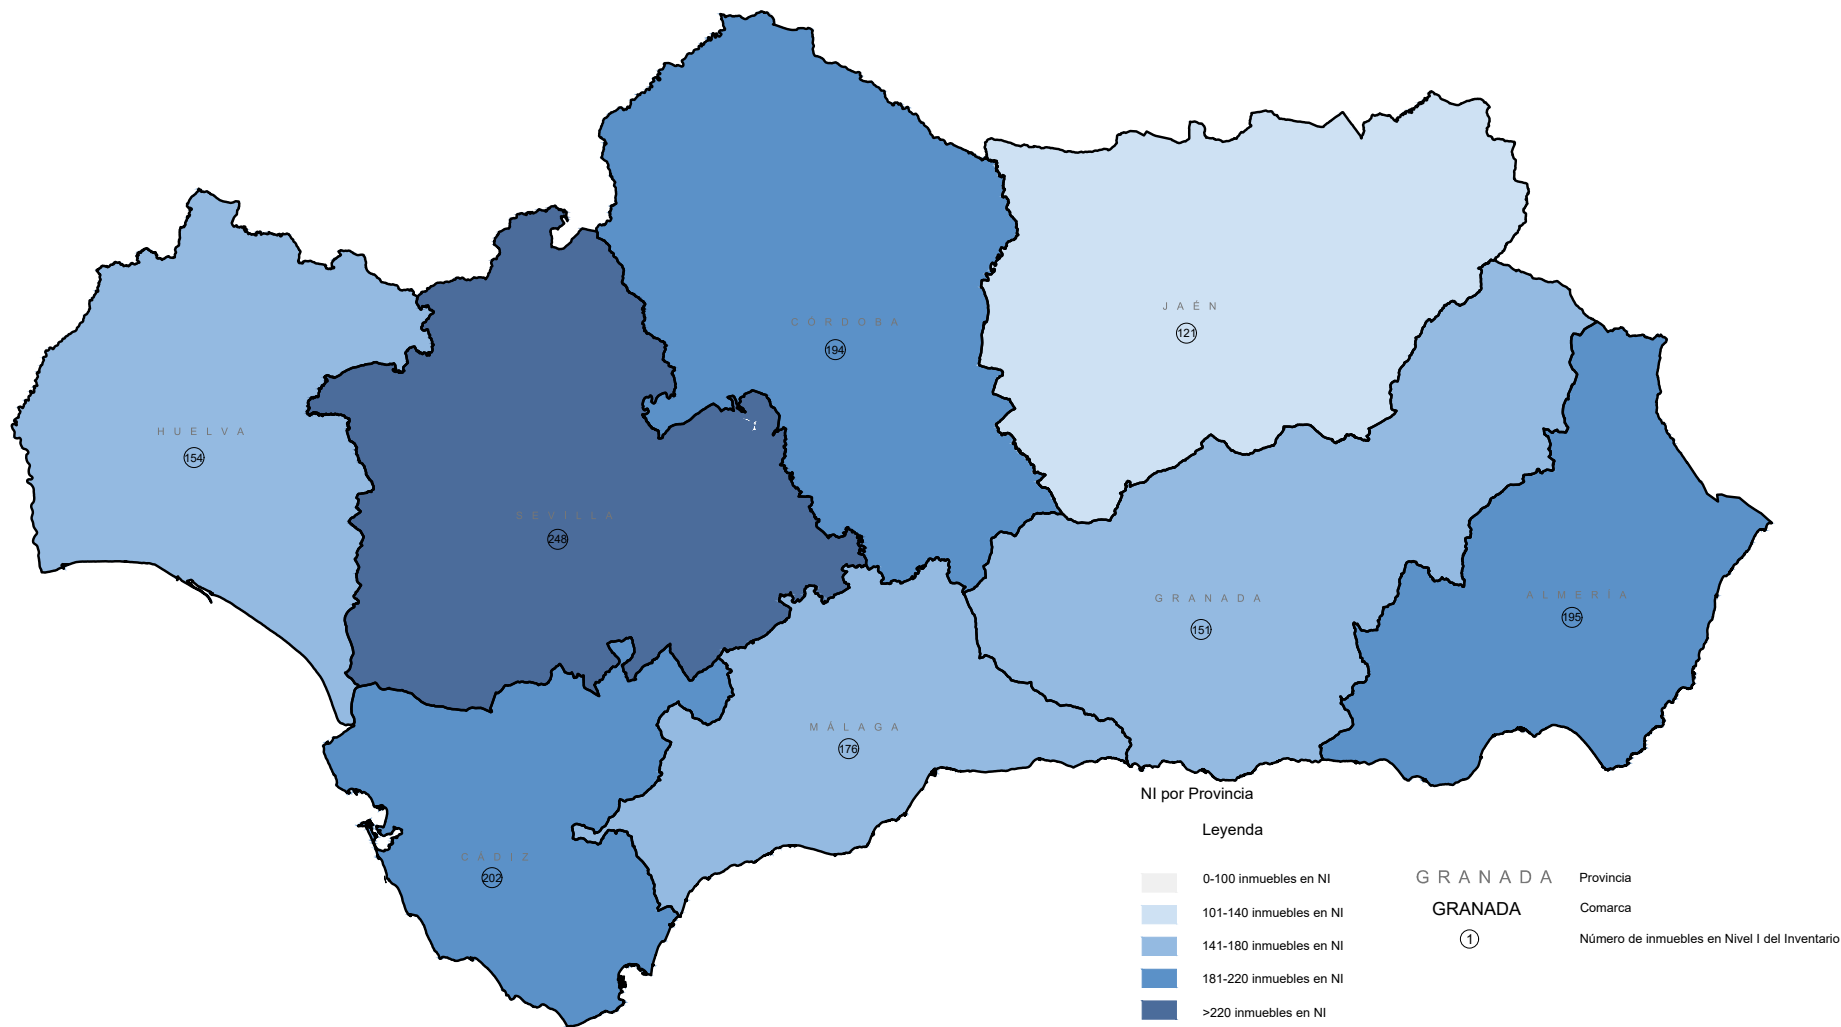 JAÉN
121
CÓRDOBA
194
HUELVA
154
SEVILLA
248
GRANADA
151
ALMERÍA
195
MÁLAGA
176
CÁDIZ
202
NI por Provincia
Leyenda
0-100 inmuebles en NI
101-140 inmuebles en NI
141-180 inmuebles en NI
181-220 inmuebles en NI
>220 inmuebles en NI
GRANADA Provincia
GRANADA Comarca
1 Número de inmuebles en Nivel I del Inventario